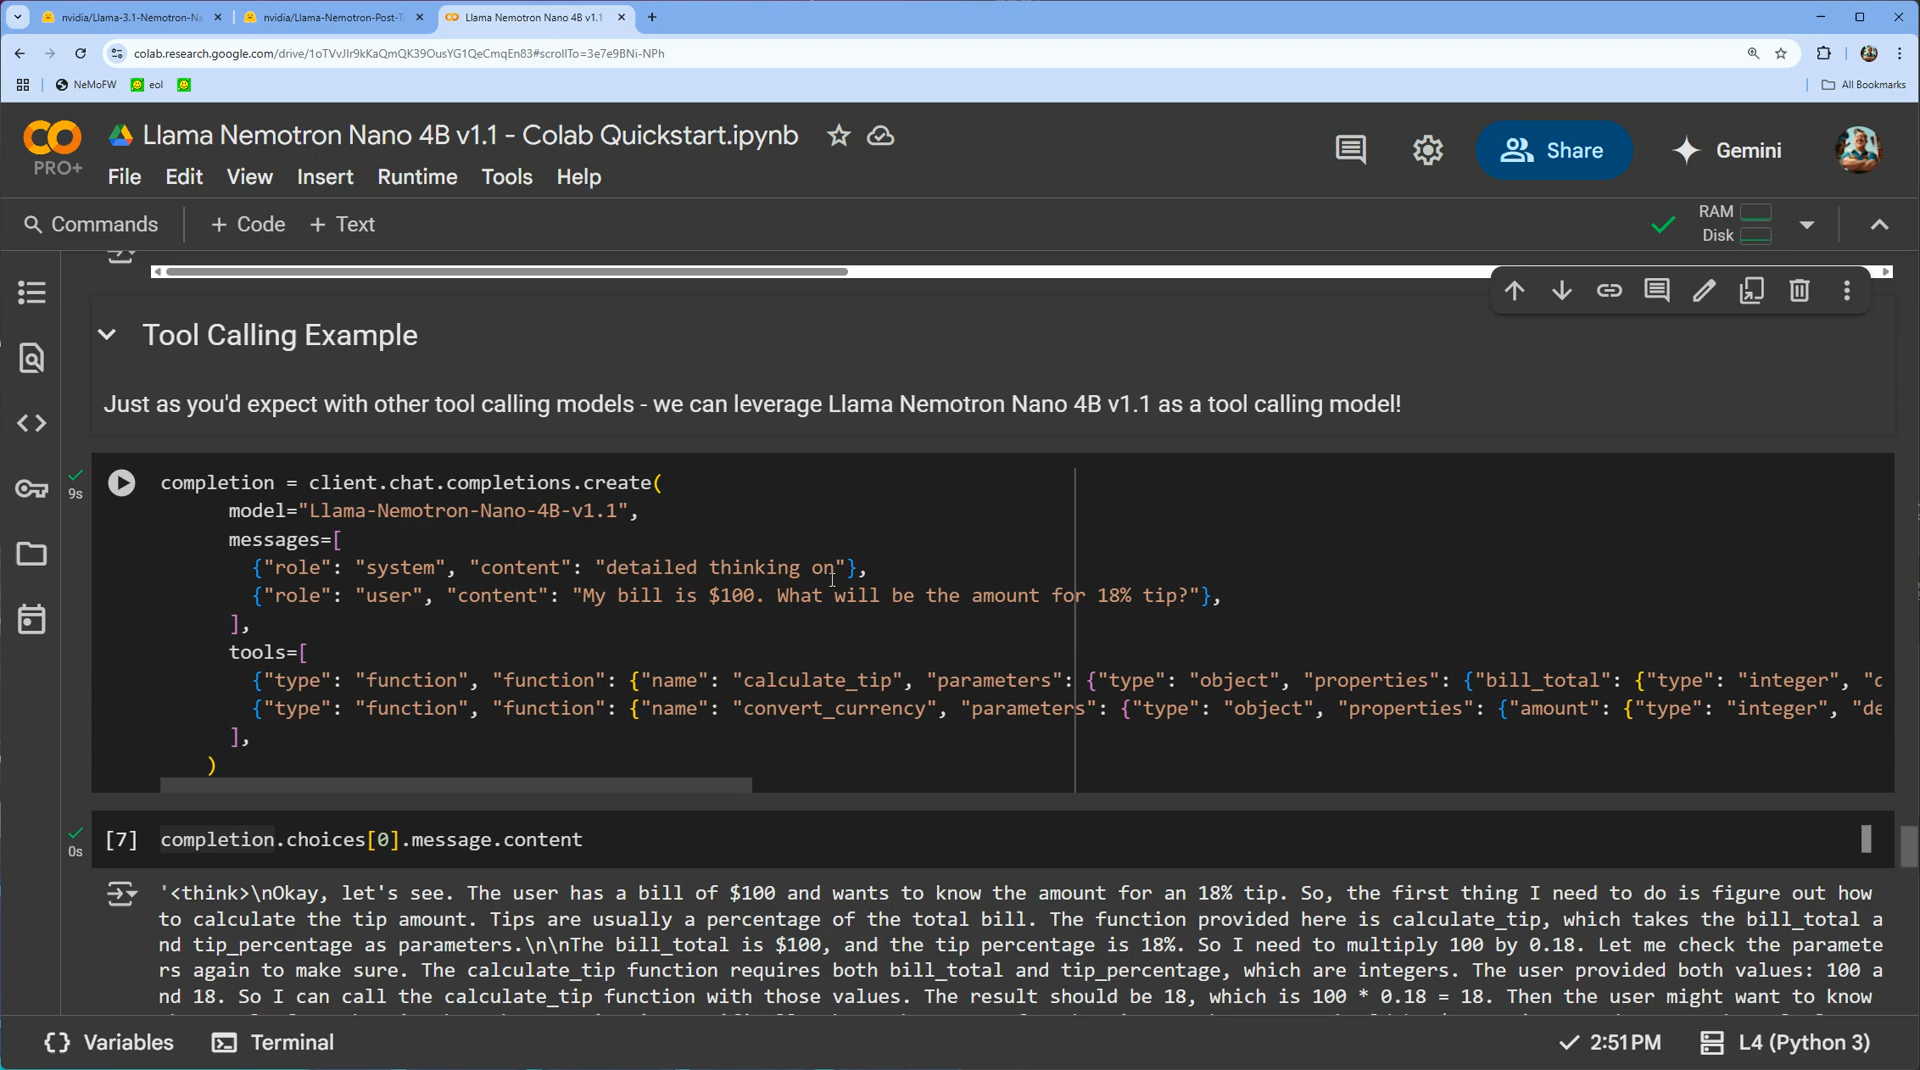 nvidia/Llama-3.1-Nemotron-Na
nvidia/Llama-Nemotron-Post-T
Llama Nemotron Nano 4B v1.1
colab.research.google.com/drive/1oTVvJIr9kKaQmQK39OusYG1QeCmqEn83#scrollTo=3e7e9BNi-NPh
NeMoFW
eol
All Bookmarks
CO
PRO+
Llama Nemotron Nano 4B v1.1 - Colab Quickstart.ipynb
File Edit View Insert Runtime Tools Help
Share
Gemini
Commands + Code + Text
RAM
Disk
Tool Calling Example
Just as you'd expect with other tool calling models - we can leverage Llama Nemotron Nano 4B v1.1 as a tool calling model!
9s
completion = client.chat.completions.create(
model="Llama-Nemotron-Nano-4B-v1.1",
messages=[
{"role": "system", "content": "detailed thinking on"},
{"role": "user", "content": "My bill is $100. What will be the amount for 18% tip?"},
],
tools=[
{"type": "function", "function": {"name": "calculate_tip", "parameters": {"type": "object", "properties": {"bill_total": {"type": "integer", "d
{"type": "function", "function": {"name": "convert_currency", "parameters": {"type": "object", "properties": {"amount": {"type": "integer", "de
],
)
0s
[7] completion.choices[0].message.content
'<think>\nOkay, let's see. The user has a bill of $100 and wants to know the amount for an 18% tip. So, the first thing I need to do is figure out how
to calculate the tip amount. Tips are usually a percentage of the total bill. The function provided here is calculate_tip, which takes the bill_total a
nd tip_percentage as parameters.\n\nThe bill_total is $100, and the tip percentage is 18%. So I need to multiply 100 by 0.18. Let me check the paramete
rs again to make sure. The calculate_tip function requires both bill_total and tip_percentage, which are integers. The user provided both values: 100 a
nd 18. So I can call the calculate_tip function with those values. The result should be 18, which is 100 * 0.18 = 18. Then the user might want to know
Variables
Terminal
2:51 PM
L4 (Python 3)